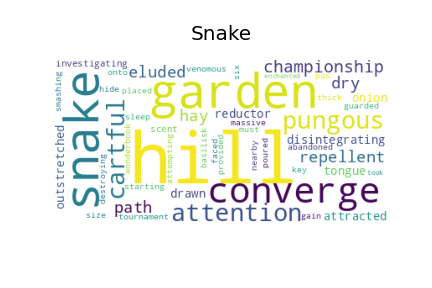 Snake
investigating
onto
eluded
venomous
six
enchanted
pas
championship
smashing
hide
placed
garden
dry
thick
onion
guarded
snake
cartful
sleep
hay
reductor
massive
pungous
outstretched
destroying
wonderbook
scent
attempting
basilisk
faced
provided
must
disintegrating
abandoned
hill
nearby
poured
repellent
starting
drawn
converge
key
tongue
took
path
size
tournament
attention
gain
attracted